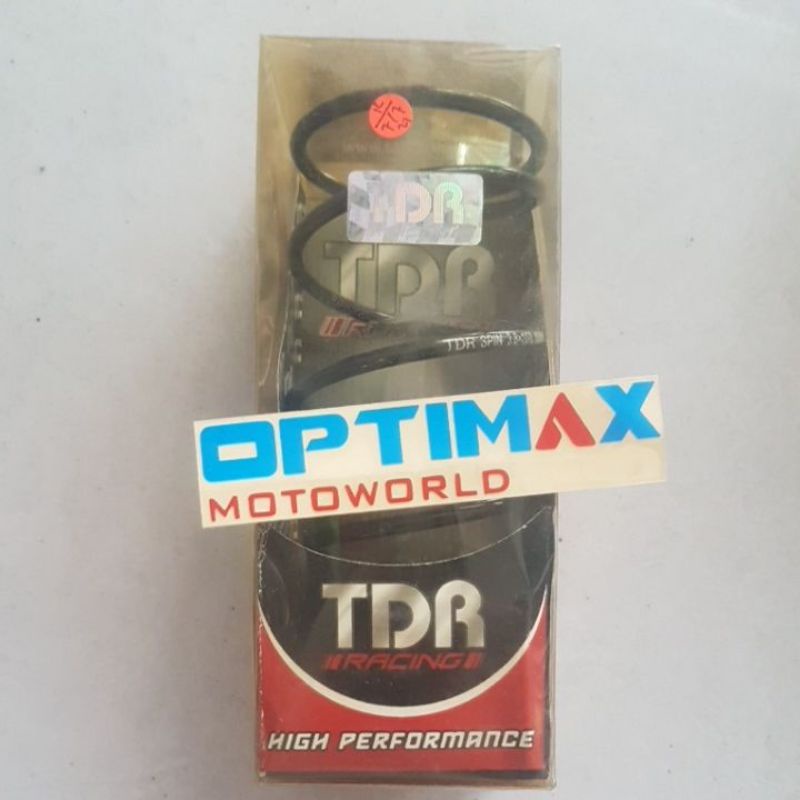 TDR
TDR
TDR SPIN
OPTIMAX
MOTOWORLD
TDR
RACING
HIGH PERFORMANCE